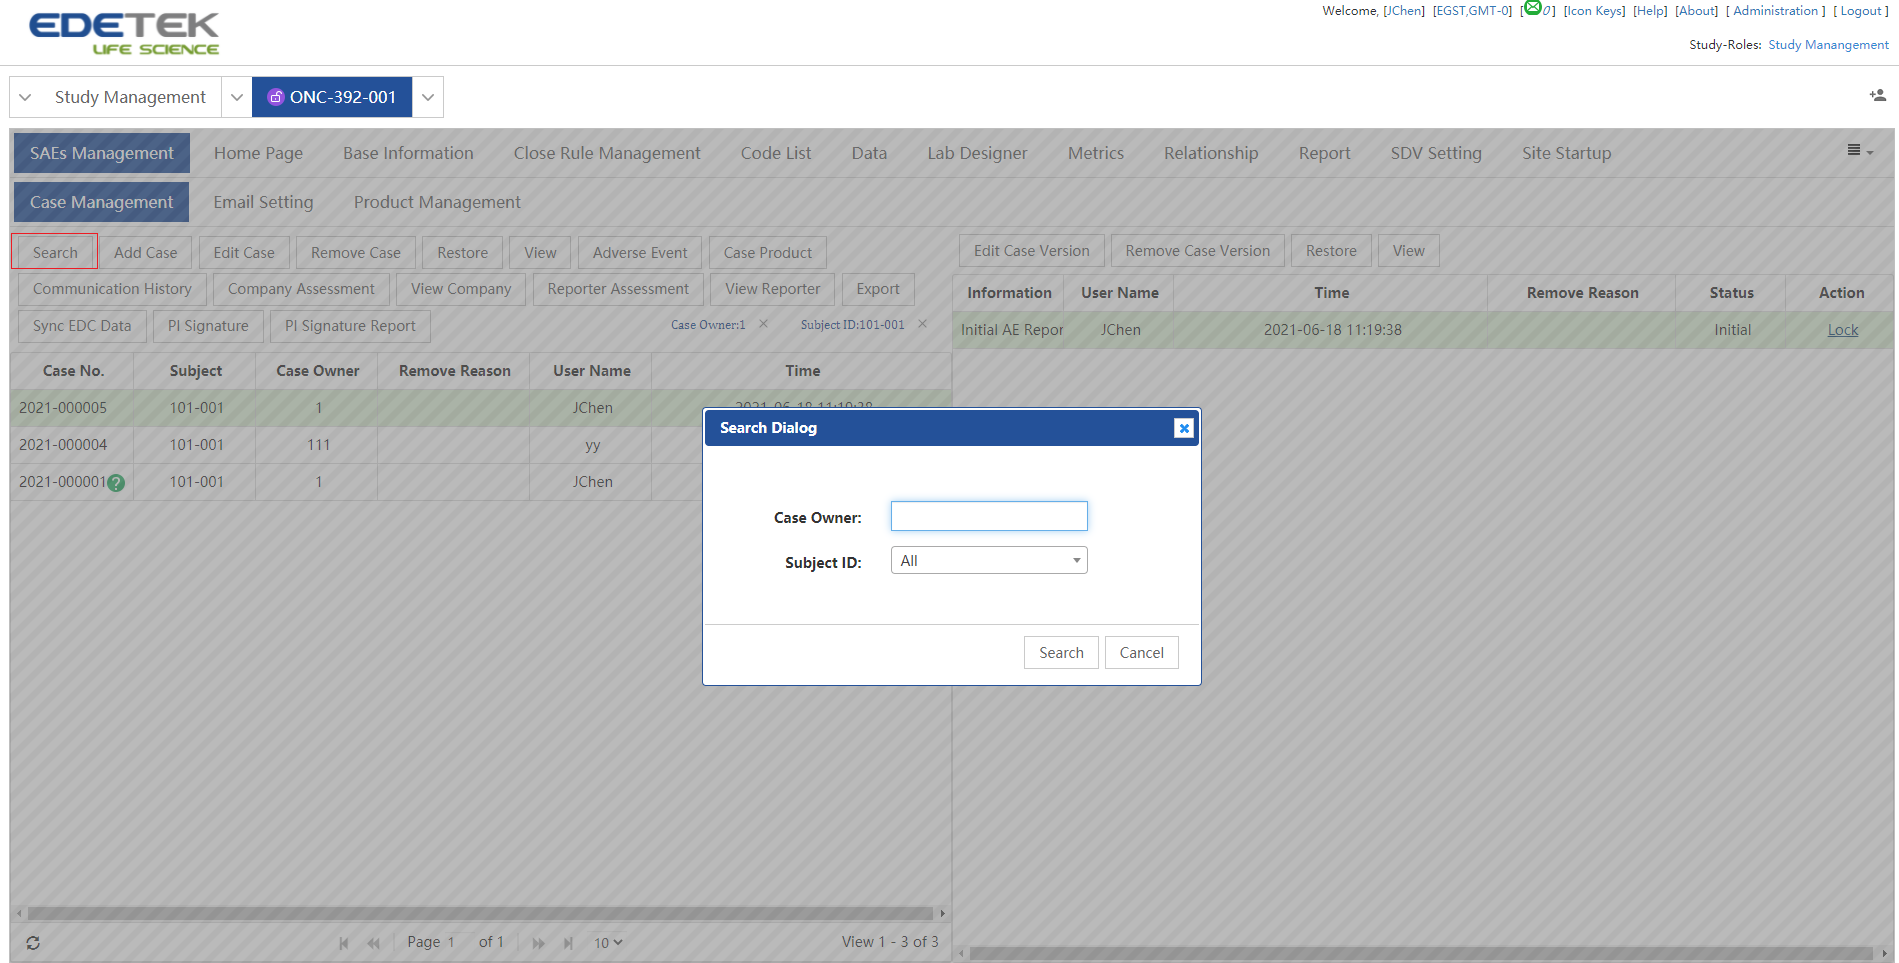 EDETEK
LIFE SCIENCE
Welcome, [JChen] [EGST,GMT-0] [0] [Icon Keys] [Help] [About] [ Administration ] [ Logout ]
Study-Roles: Study Manangement
Study Management ONC-392-001
SAEs Management Home Page Base Information Close Rule Management Code List Data Lab Designer Metrics Relationship Report SDV Setting Site Startup
Case Management Email Setting Product Management
Search Add Case Edit Case Remove Case Restore View Adverse Event Case Product
Communication History Company Assessment View Company Reporter Assessment View Reporter Export
Sync EDC Data PI Signature PI Signature Report Case Owner:1 × Subject ID:101-001 ×
Case No. Subject Case Owner Remove Reason User Name Time
2021-000005 101-001 1 JChen 2021-06-18 11:19:38
2021-000004 101-001 111 yy
2021-000001 ? 101-001 1 JChen
Page 1 of 1 10 View 1 - 3 of 3
Edit Case Version Remove Case Version Restore View
Information User Name Time Remove Reason Status Action
Initial AE Repor JChen 2021-06-18 11:19:38 Initial Lock
Search Dialog
Case Owner:
Subject ID: All
Search Cancel